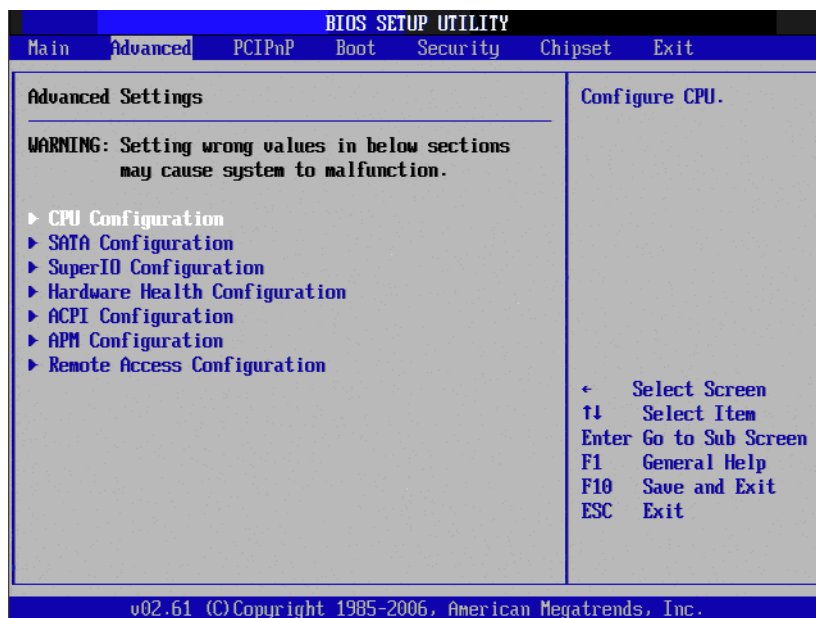 BIOS SETUP UTILITY
Main Advanced PCIPnP Boot Security Chipset Exit
Advanced Settings
WARNING: Setting wrong values in below sections
may cause system to malfunction.
▶ CPU Configuration
▶ SATA Configuration
▶ SuperIO Configuration
▶ Hardware Health Configuration
▶ ACPI Configuration
▶ APM Configuration
▶ Remote Access Configuration
Configure CPU.
← Select Screen
↑↓ Select Item
Enter Go to Sub Screen
F1 General Help
F10 Save and Exit
ESC Exit
v02.61 (C)Copyright 1985-2006, American Megatrends, Inc.